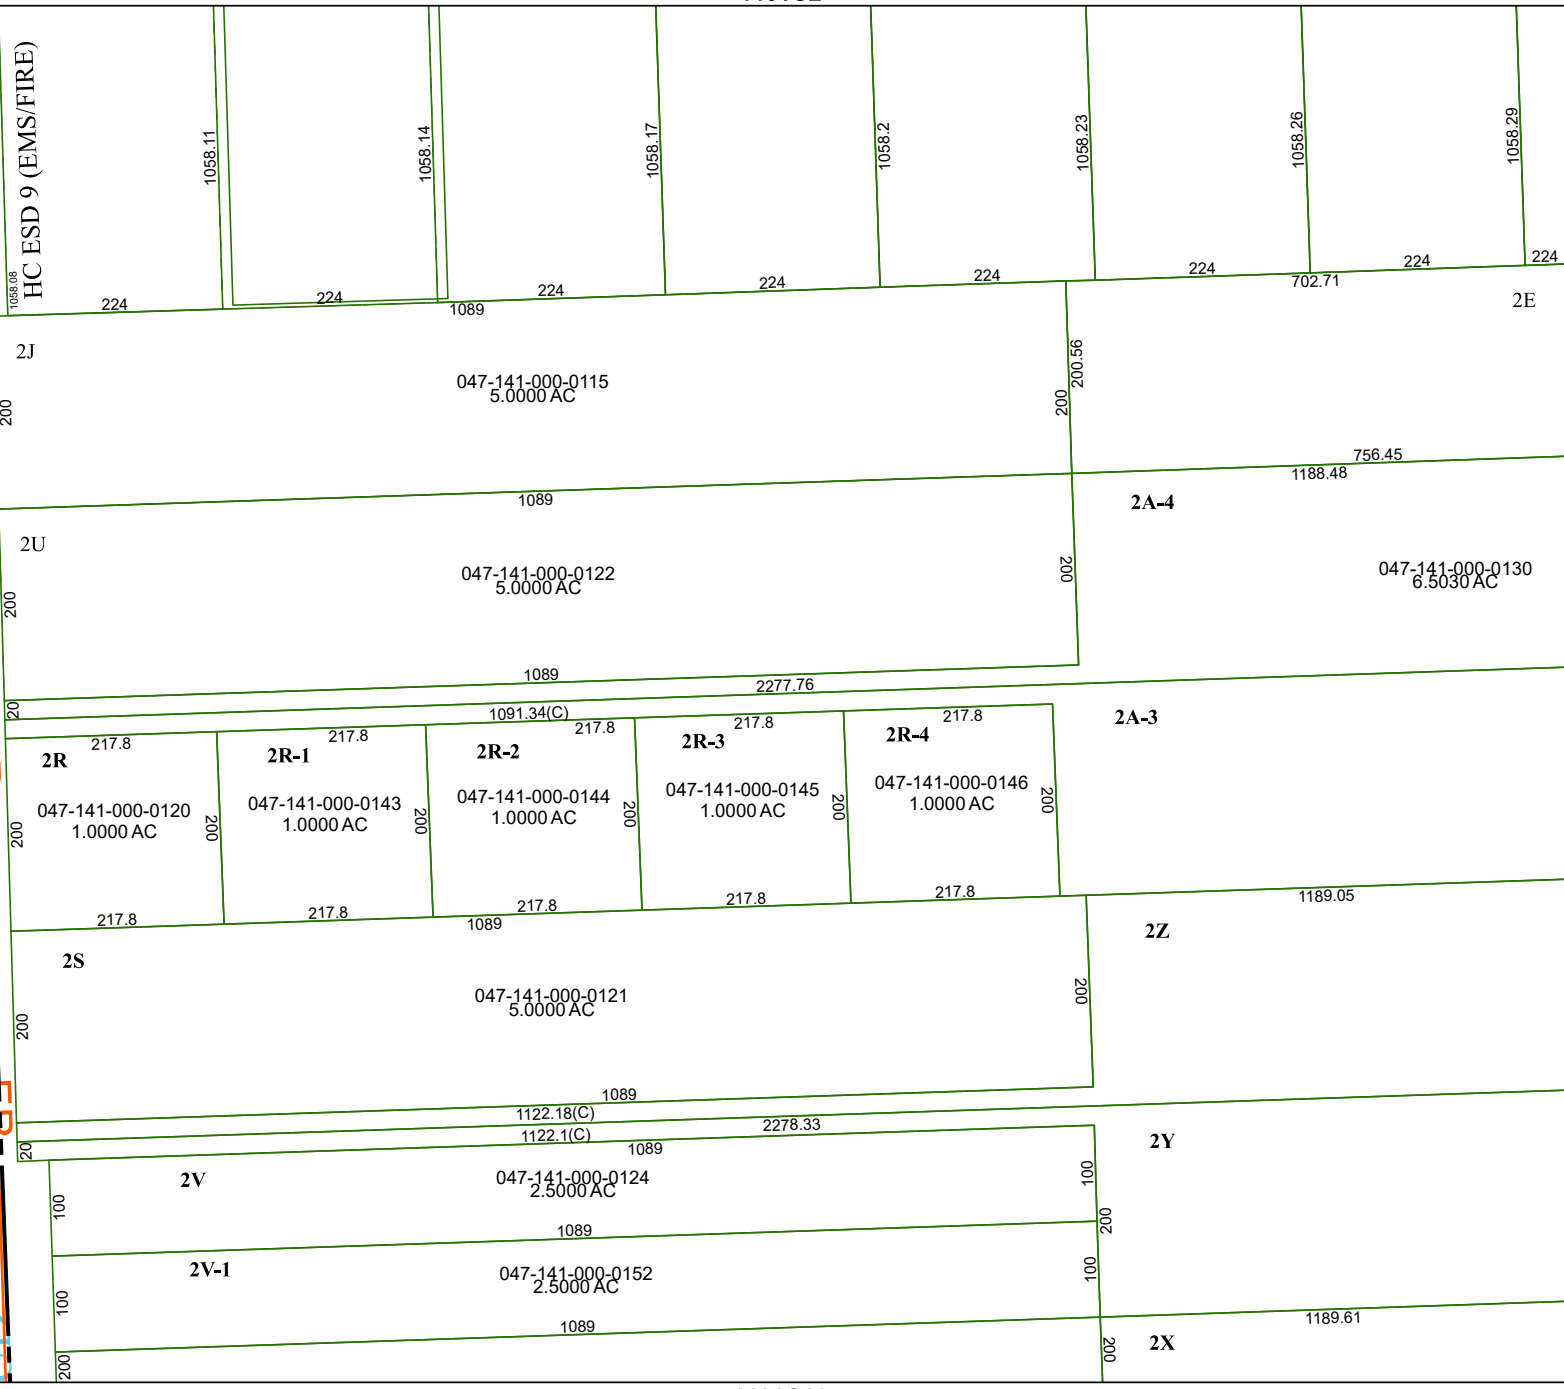 HC ESD 9 (EMS/FIRE)
1058.08
1058.11
1058.14
1058.17
1058.2
1058.23
1058.26
1058.29
224
224
224
224
224
224
224
224
1089
702.71
2E
2J
200
047-141-000-0115
5.0000 AC
200
200.56
756.45
1188.48
1089
2A-4
2U
200
047-141-000-0122
5.0000 AC
200
047-141-000-0130
6.5030 AC
1089
2277.76
20
1091.34(C)
2A-3
217.8
217.8
217.8
217.8
217.8
2R
2R-1
2R-2
2R-3
2R-4
200
047-141-000-0120
1.0000 AC
200
047-141-000-0143
1.0000 AC
200
047-141-000-0144
1.0000 AC
200
047-141-000-0145
1.0000 AC
200
047-141-000-0146
1.0000 AC
200
217.8
217.8
217.8
217.8
217.8
1089
1189.05
2Z
2S
200
047-141-000-0121
5.0000 AC
200
1089
1122.18(C)
2278.33
20
1122.1(C)
1089
2Y
2V
100
047-141-000-0124
2.5000 AC
100
200
1089
2V-1
100
047-141-000-0152
2.5000 AC
100
1089
1189.61
200
200
2X